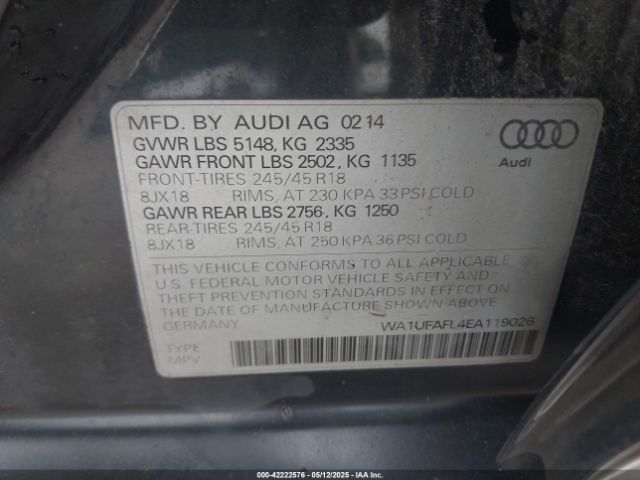 MFD. BY AUDI AG 02 14
GVWR LBS 5148, KG 2335
GAWR FRONT LBS 2502, KG 1135
FRONT-TIRES 245/45 R18
8JX18 RIMS, AT 230 KPA 33 PSI COLD
GAWR REAR LBS 2756, KG 1250
REAR-TIRES 245/45 R18
8JX18 RIMS, AT 250 KPA 36 PSI COLD
Audi
THIS VEHICLE CONFORMS TO ALL APPLICABLE
U.S. FEDERAL MOTOR VEHICLE SAFETY AND
THEFT PREVENTION STANDARDS IN EFFECT ON
THE DATE OF MANUFACTURE SHOWN ABOVE.
GERMANY WA1UFAFL4EA119026
TYPE
MPV
000-42222576 - 05/12/2025 - IAA Inc.